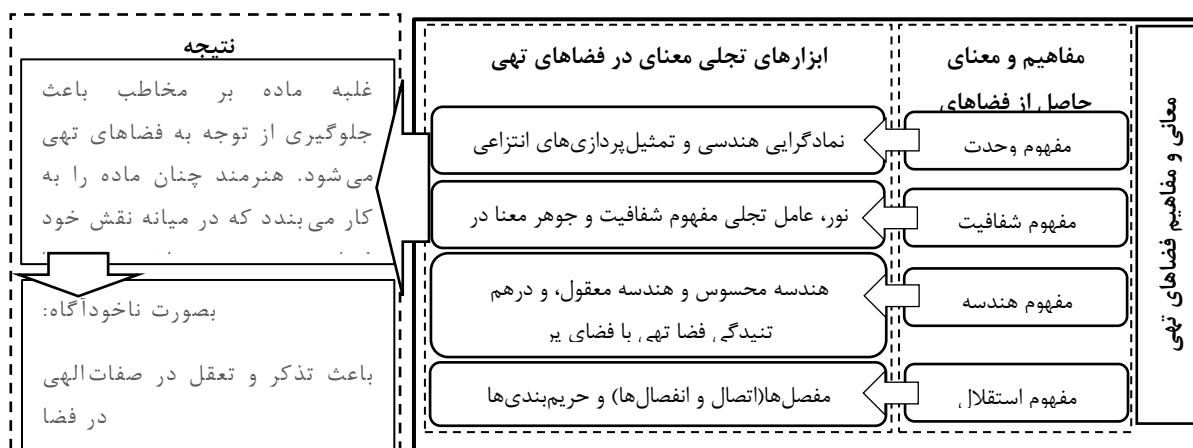 معانی و مفاهیم فضاهای تهی
مفاهیم و معنای
حاصل از فضاهای
مفهوم وحدت
مفهوم شفافیت
مفهوم هندسه
مفهوم استقلال
ابزارهای تجلی معنای در فضاهای تهی
نمادگرایی هندسی و تمثیل‌پردازی‌های انتزاعی
نور، عامل تجلی مفهوم شفافیت و جوهر معنا در
هندسه محسوس و هندسه معقول، و درهم
تنیدگی فضا تهی با فضای پر
مفصل‌ها(اتصال و انفصال‌ها) و حریم‌بندی‌ها
نتیجه
غلبه ماده بر مخاطب باعث
جلوگیری از توجه به فضاهای تهی
می‌شود. هنرمند چنان ماده را به
کار می‌بندد که در میانه نقش خود
بصورت ناخودآگاه:
باعث تذکر و تعقل در صفات‌الهی
در فضا